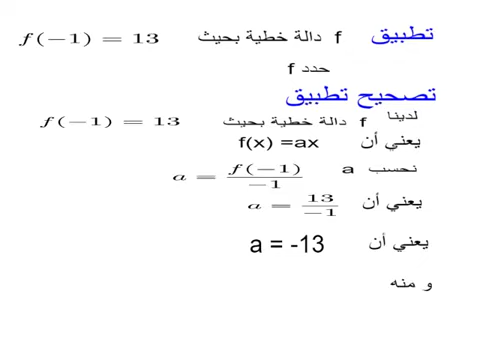 تطبيق f دالة خطية بحيث f(−1) = 13
حدد f
تصحيح تطبيق
لدينا f دالة خطية بحيث f(−1) = 13
يعني أن f(x) =ax
نحسب a a = f(−1)/−1
يعني أن a = 13/−1
يعني أن a = -13
و منه